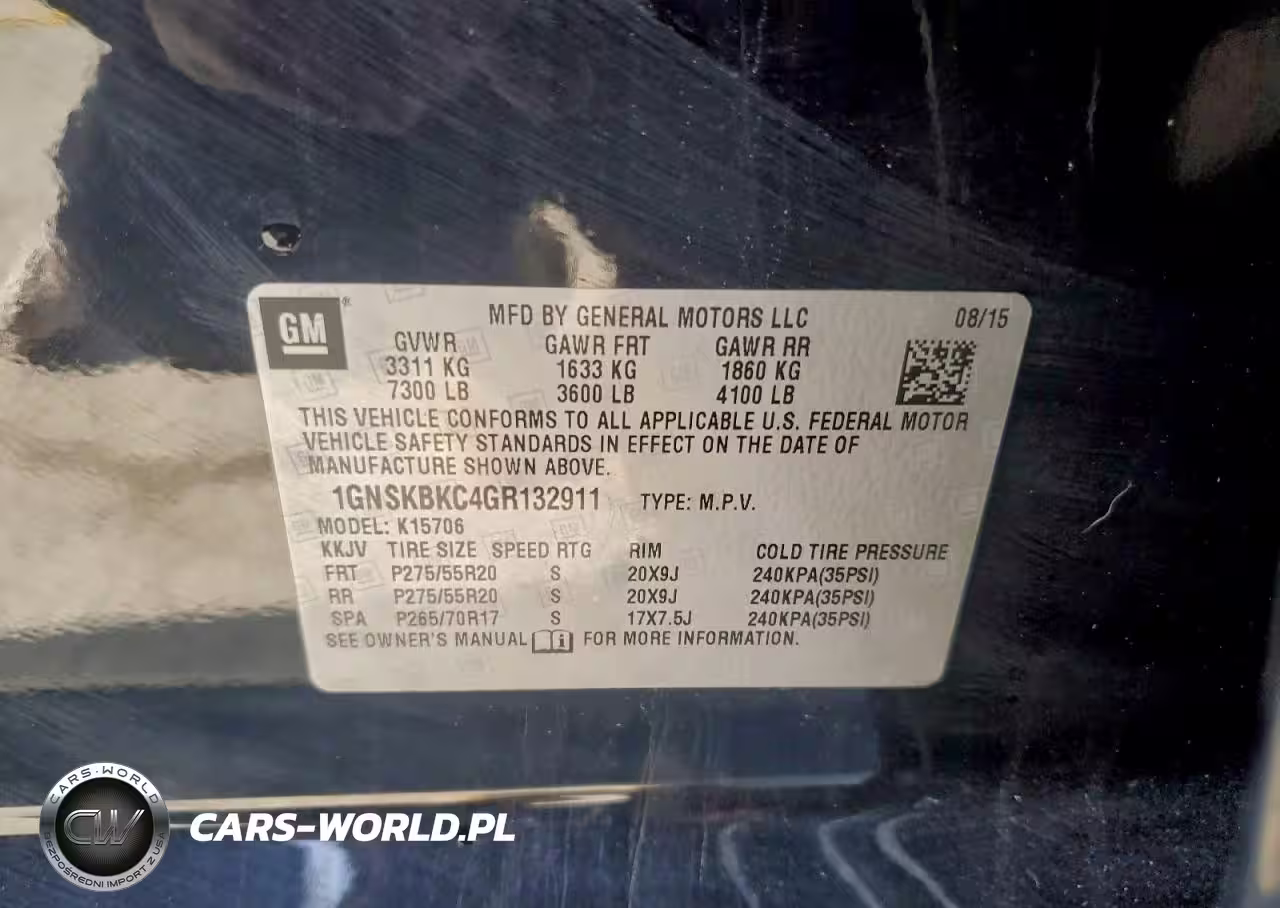 GM ®
MFD BY GENERAL MOTORS LLC 08/15
GVWR GAWR FRT GAWR RR
3311 KG 1633 KG 1860 KG
7300 LB 3600 LB 4100 LB
THIS VEHICLE CONFORMS TO ALL APPLICABLE U.S. FEDERAL MOTOR
VEHICLE SAFETY STANDARDS IN EFFECT ON THE DATE OF
MANUFACTURE SHOWN ABOVE.
1GNSKBKC4GR132911 TYPE: M.P.V.
MODEL: K15706
KKJV TIRE SIZE SPEED RTG RIM COLD TIRE PRESSURE
FRT P275/55R20 S 20X9J 240KPA(35PSI)
RR P275/55R20 S 20X9J 240KPA(35PSI)
SPA P265/70R17 S 17X7.5J 240KPA(35PSI)
SEE OWNER'S MANUAL FOR MORE INFORMATION.
CARS-WORLD
CW
BEZPOŚREDNI IMPORT Z USA
CARS-WORLD.PL